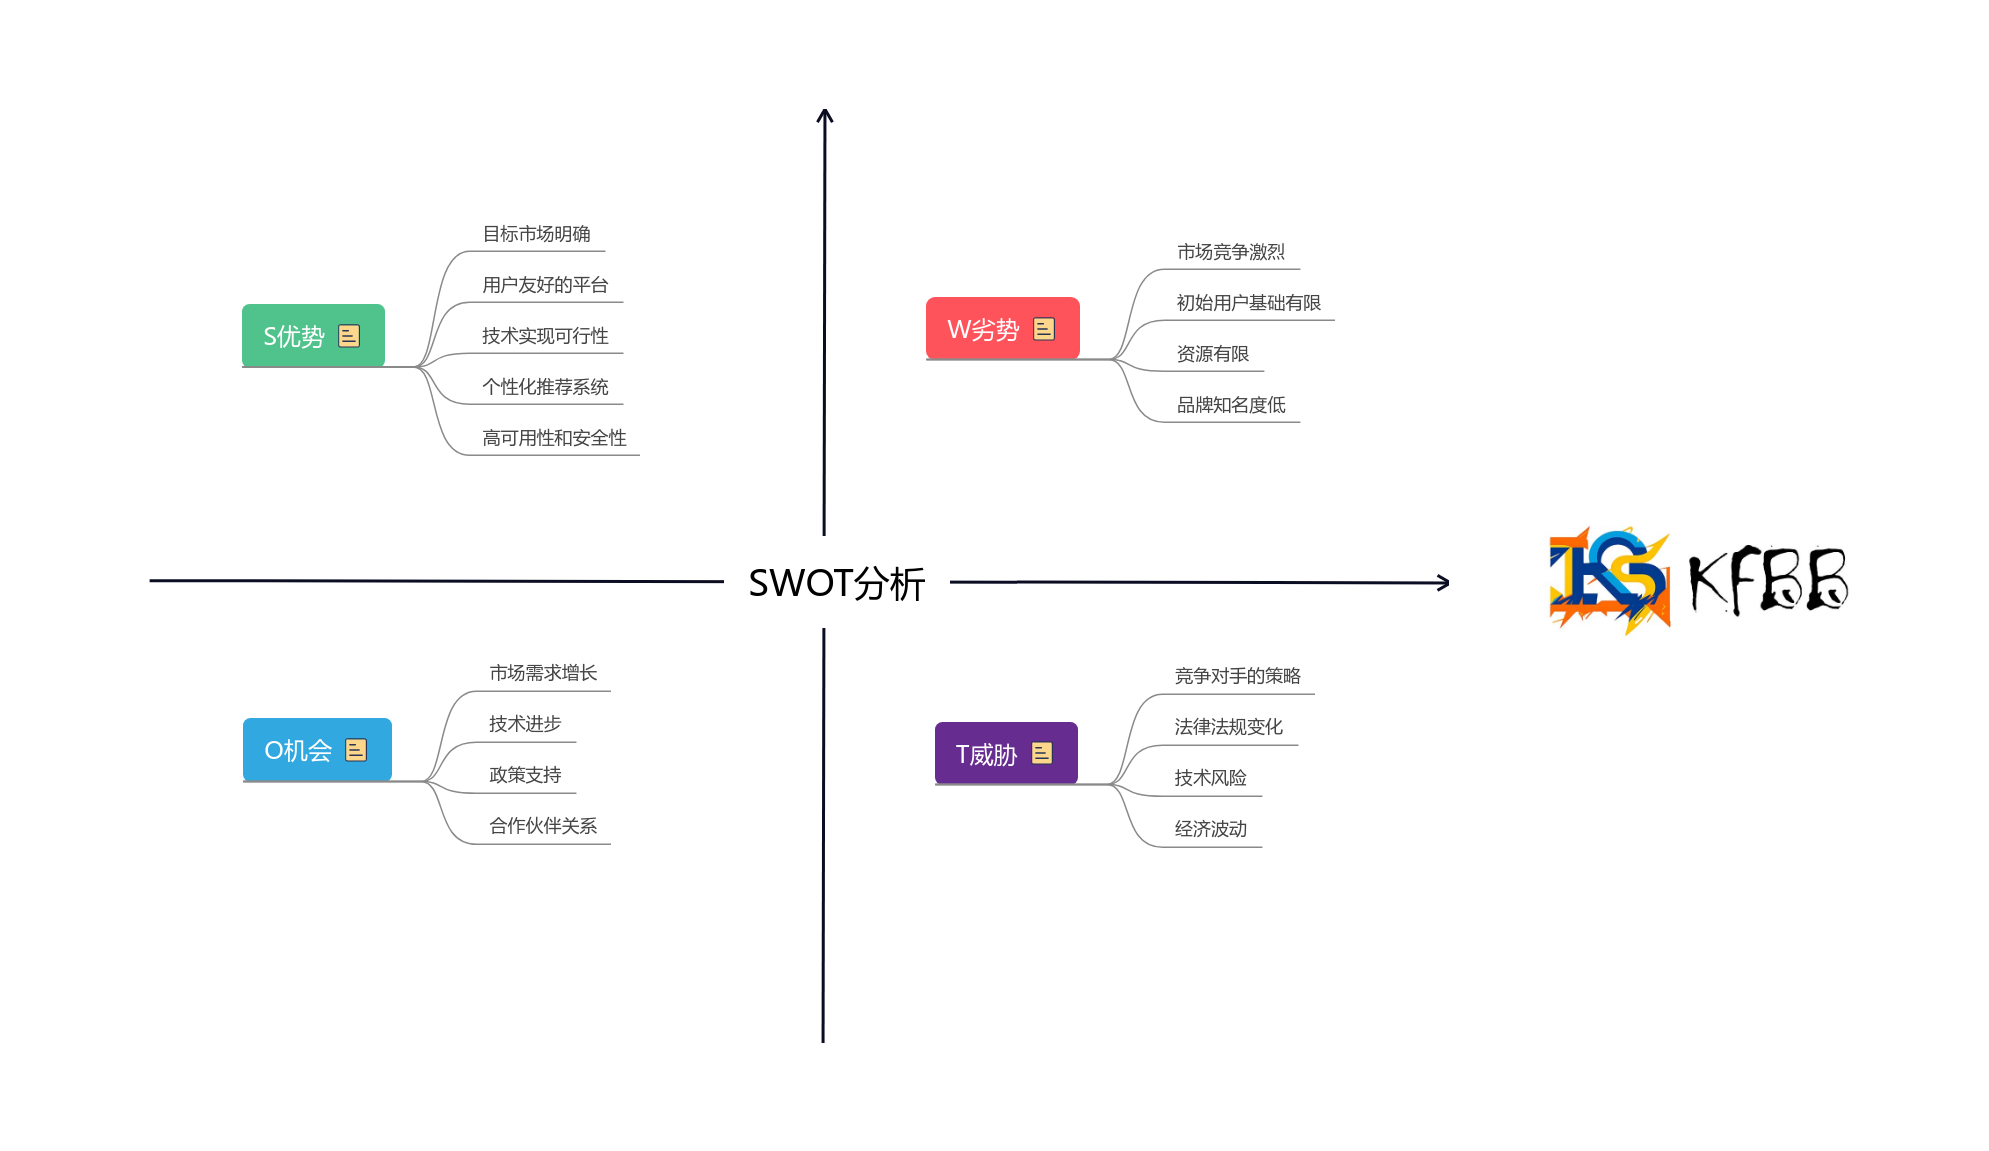 S优势
目标市场明确
用户友好的平台
技术实现可行性
个性化推荐系统
高可用性和安全性
W劣势
市场竞争激烈
初始用户基础有限
资源有限
品牌知名度低
SWOT分析
KS KFBB
O机会
市场需求增长
技术进步
政策支持
合作伙伴关系
T威胁
竞争对手的策略
法律法规变化
技术风险
经济波动